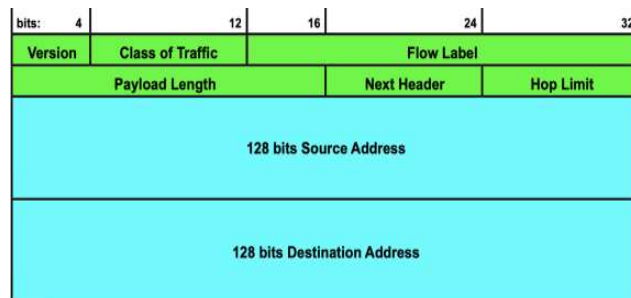 bits: 4 12 16 24 32
Version Class of Traffic Flow Label
Payload Length Next Header Hop Limit
128 bits Source Address
128 bits Destination Address